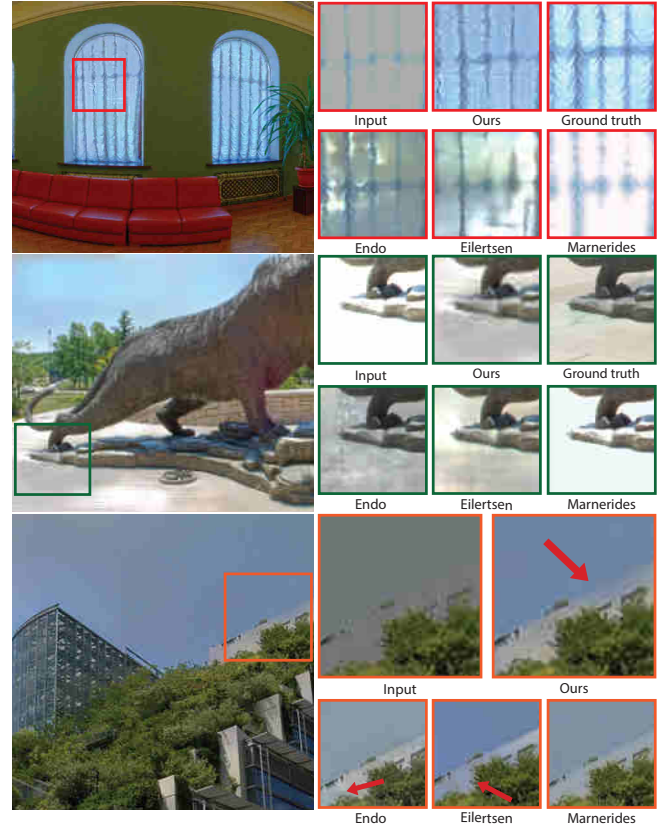 Input Ours Ground truth
Endo Eilertsen Marnerides
Input Ours Ground truth
Endo Eilertsen Marnerides
Input Ours
Endo Eilertsen Marnerides